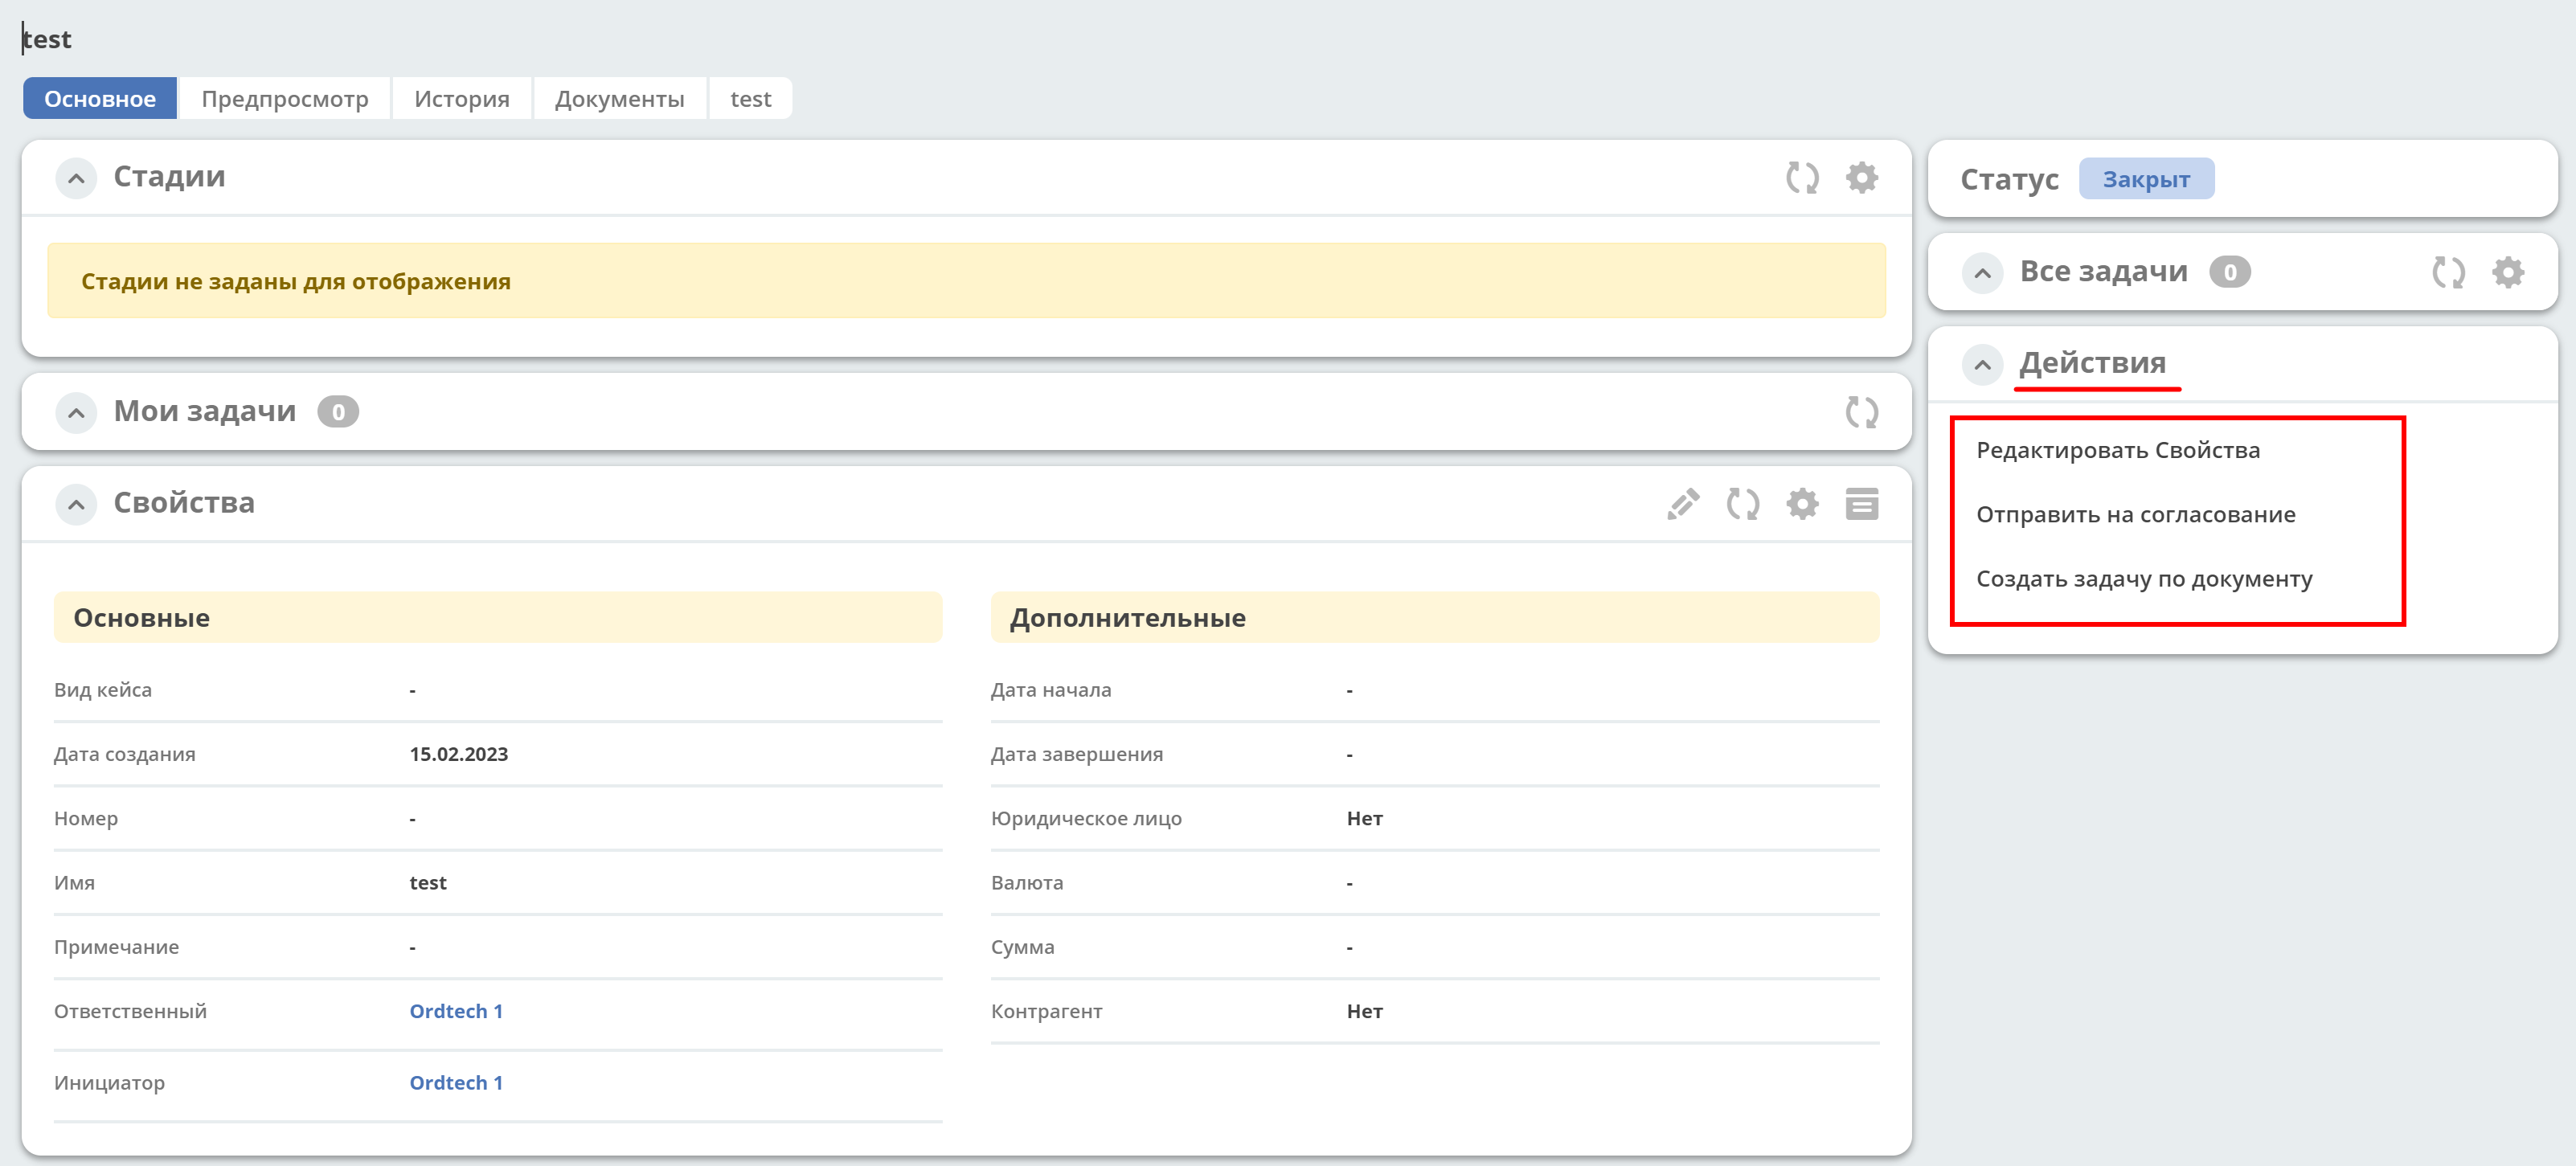 test
Основное Предпросмотр История Документы test
Стадии
Стадии не заданы для отображения
Мои задачи 0
Свойства
Основные
Вид кейса -
Дата создания 15.02.2023
Номер -
Имя test
Примечание -
Ответственный Ordtech 1
Инициатор Ordtech 1
Дополнительные
Дата начала -
Дата завершения -
Юридическое лицо Нет
Валюта -
Сумма -
Контрагент Нет
Статус Закрыт
Все задачи 0
Действия
Редактировать Свойства
Отправить на согласование
Создать задачу по документу